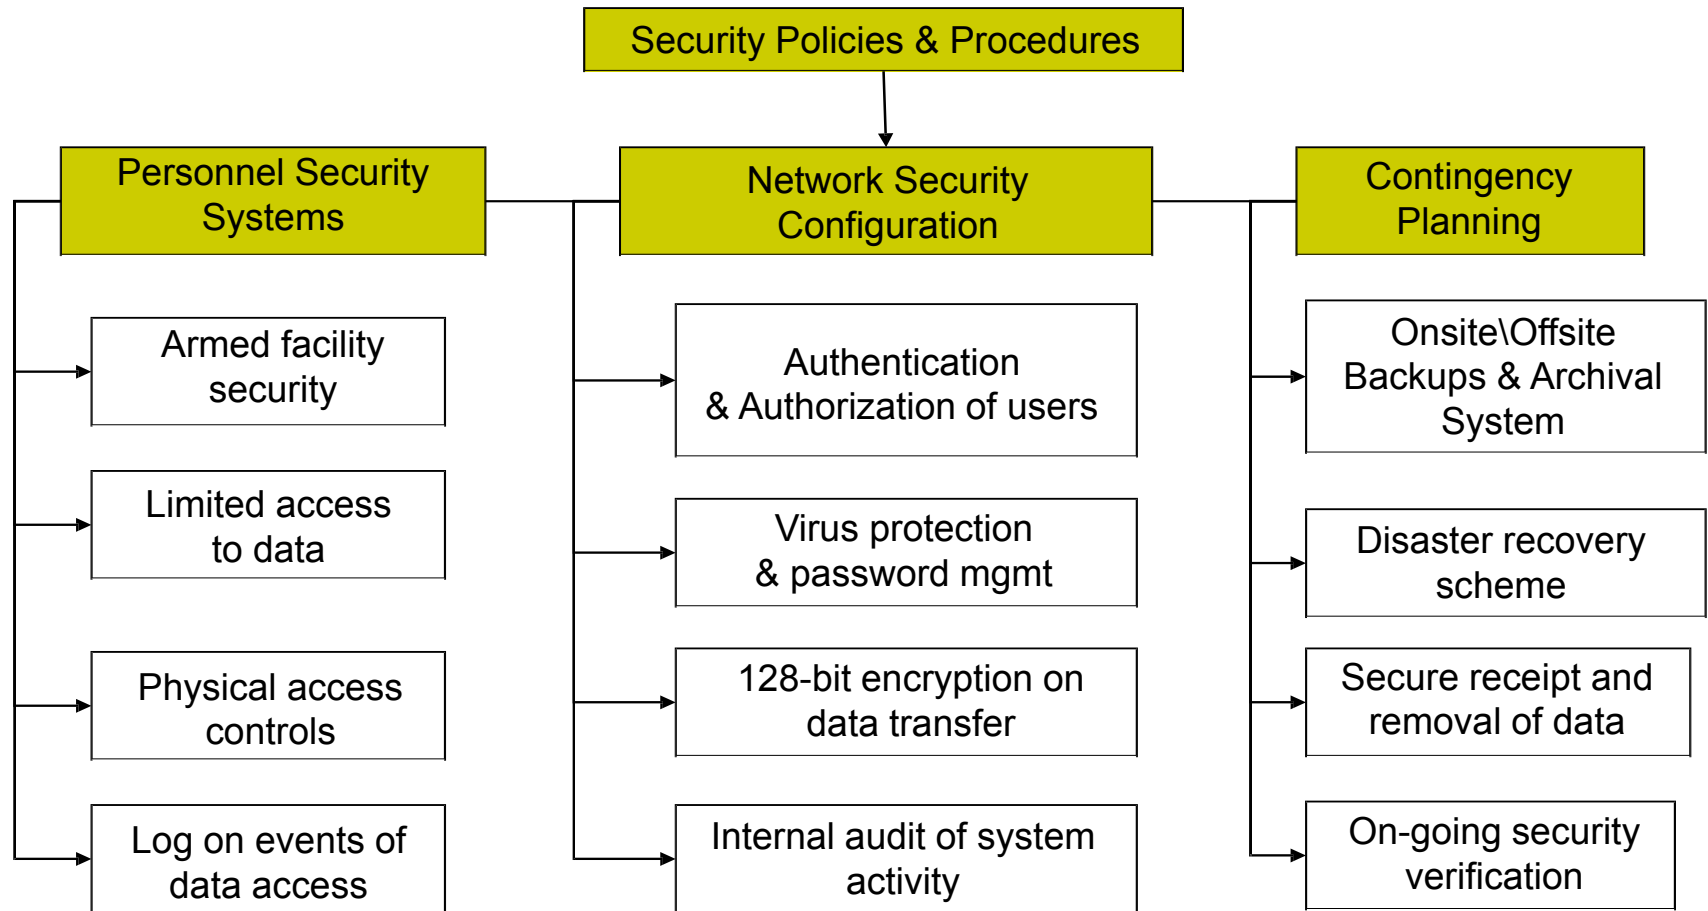 Security Policies & Procedures
Personnel Security
Systems
Network Security
Configuration
Contingency
Planning
Armed facility
security
Limited access
to data
Physical access
controls
Log on events of
data access
Authentication
& Authorization of users
Virus protection
& password mgmt
128-bit encryption on
data transfer
Internal audit of system
activity
Onsite\Offsite
Backups & Archival
System
Disaster recovery
scheme
Secure receipt and
removal of data
On-going security
verification